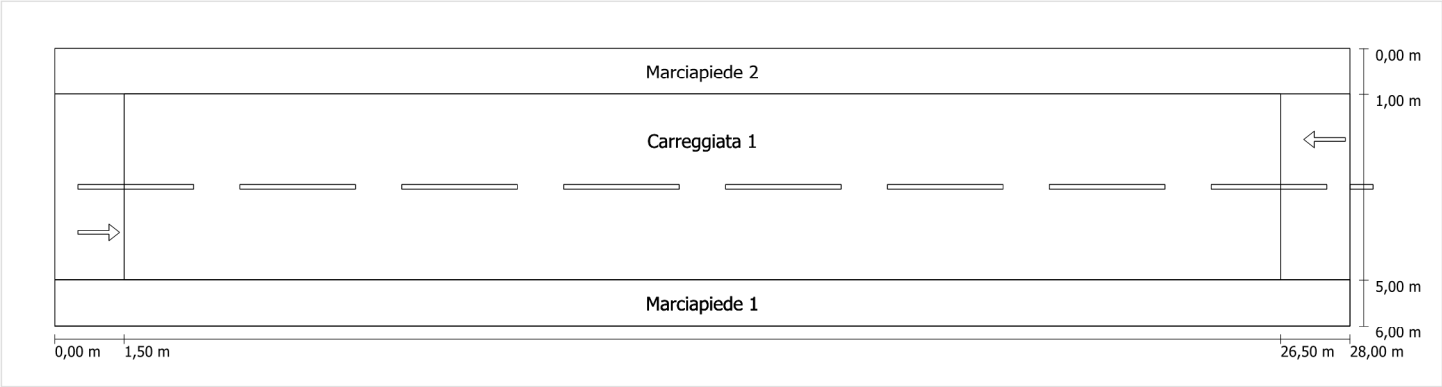 Marciapiede 2
0,00 m
1,00 m
Carreggiata 1
5,00 m
Marciapiede 1
6,00 m
0,00 m 1,50 m 26,50 m 28,00 m